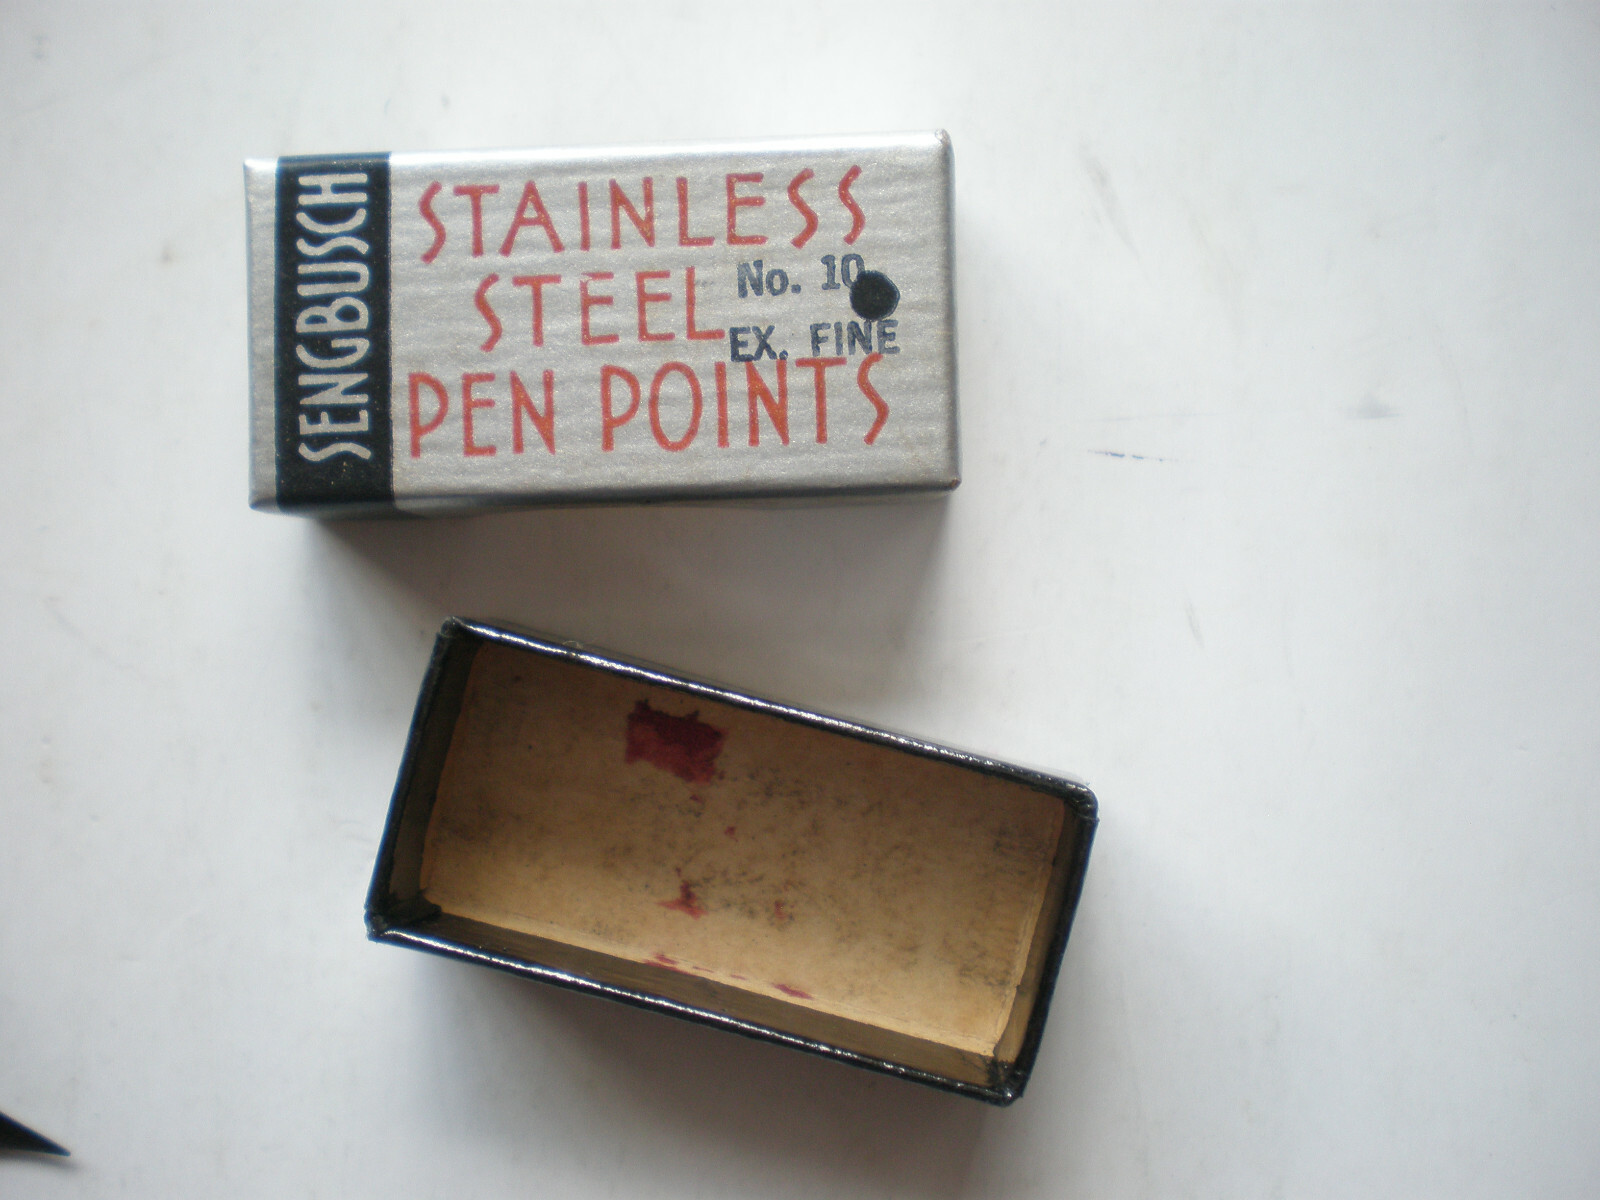 SENGBUSCH
STAINLESS
STEEL
No. 10
EX. FINE
PEN POINTS